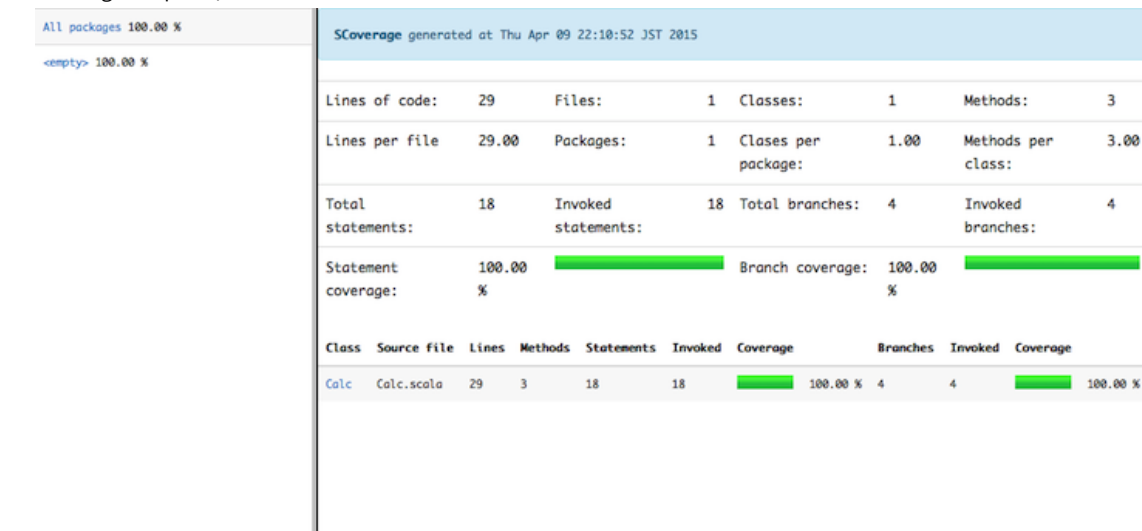 All packages 100.00 %
<empty> 100.00 %
SCoverage generated at Thu Apr 09 22:10:52 JST 2015
Lines of code: 29 Files: 1 Classes: 1 Methods: 3
Lines per file 29.00 Packages: 1 Clases per package: 1.00 Methods per class: 3.00
Total statements: 18 Invoked statements: 18 Total branches: 4 Invoked branches: 4
Statement coverage: 100.00 % Branch coverage: 100.00 %
Class Source file Lines Methods Statements Invoked Coverage Branches Invoked Coverage
Calc Calc.scala 29 3 18 18 100.00 % 4 4 100.00 %